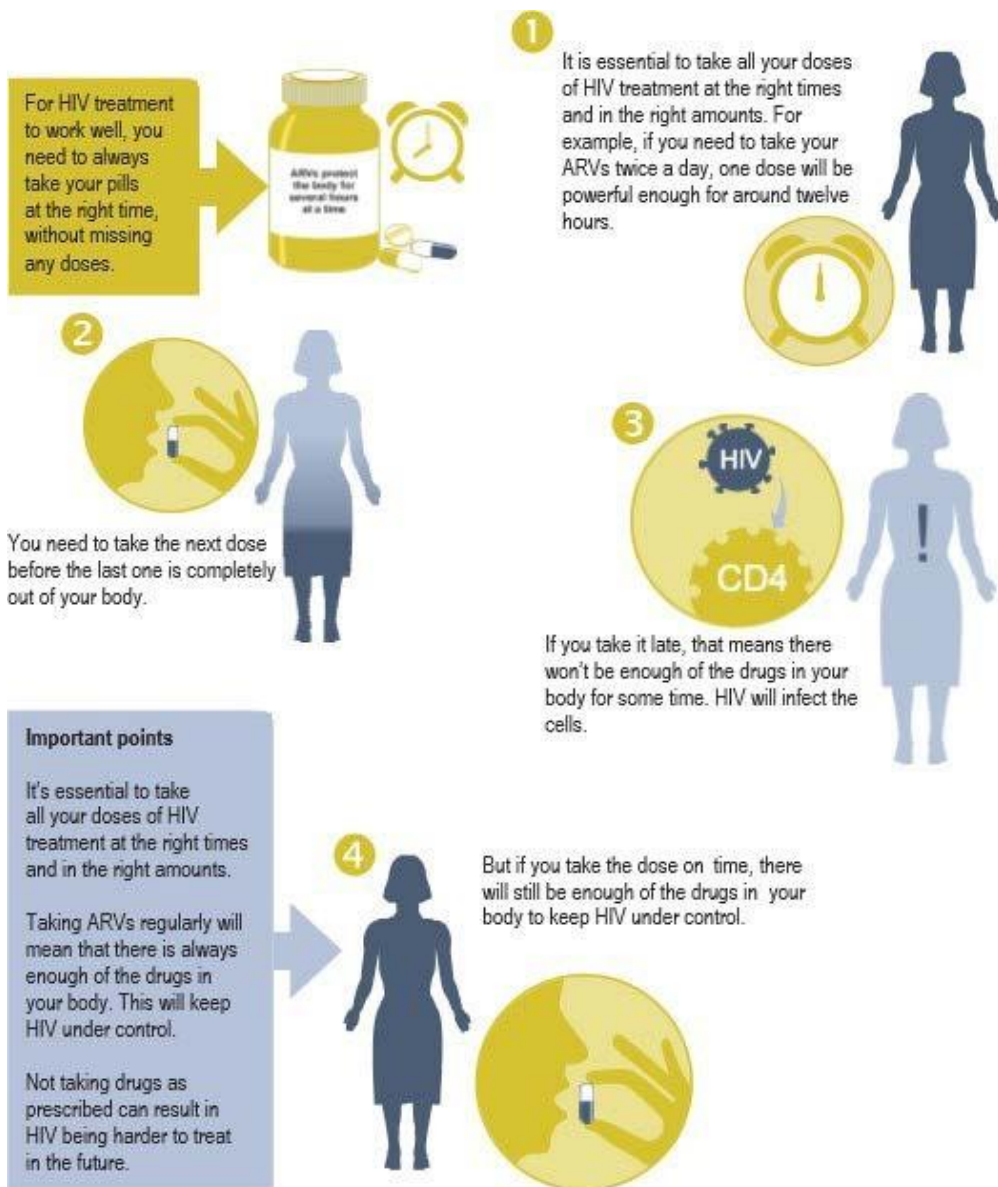 For HIV treatment
to work well, you
need to always
take your pills
at the right time,
without missing
any doses.
ARVs protect
the body for
several hours
at a time
1
It is essential to take all your doses
of HIV treatment at the right times
and in the right amounts. For
example, if you need to take your
ARVs twice a day, one dose will be
powerful enough for around twelve
hours.
2
You need to take the next dose
before the last one is completely
out of your body.
3
HIV
CD4
!
If you take it late, that means there
won't be enough of the drugs in your
body for some time. HIV will infect the
cells.
Important points
It's essential to take
all your doses of HIV
treatment at the right times
and in the right amounts.
Taking ARVs regularly will
mean that there is always
enough of the drugs in
your body. This will keep
HIV under control.
Not taking drugs as
prescribed can result in
HIV being harder to treat
in the future.
4
But if you take the dose on time, there
will still be enough of the drugs in your
body to keep HIV under control.